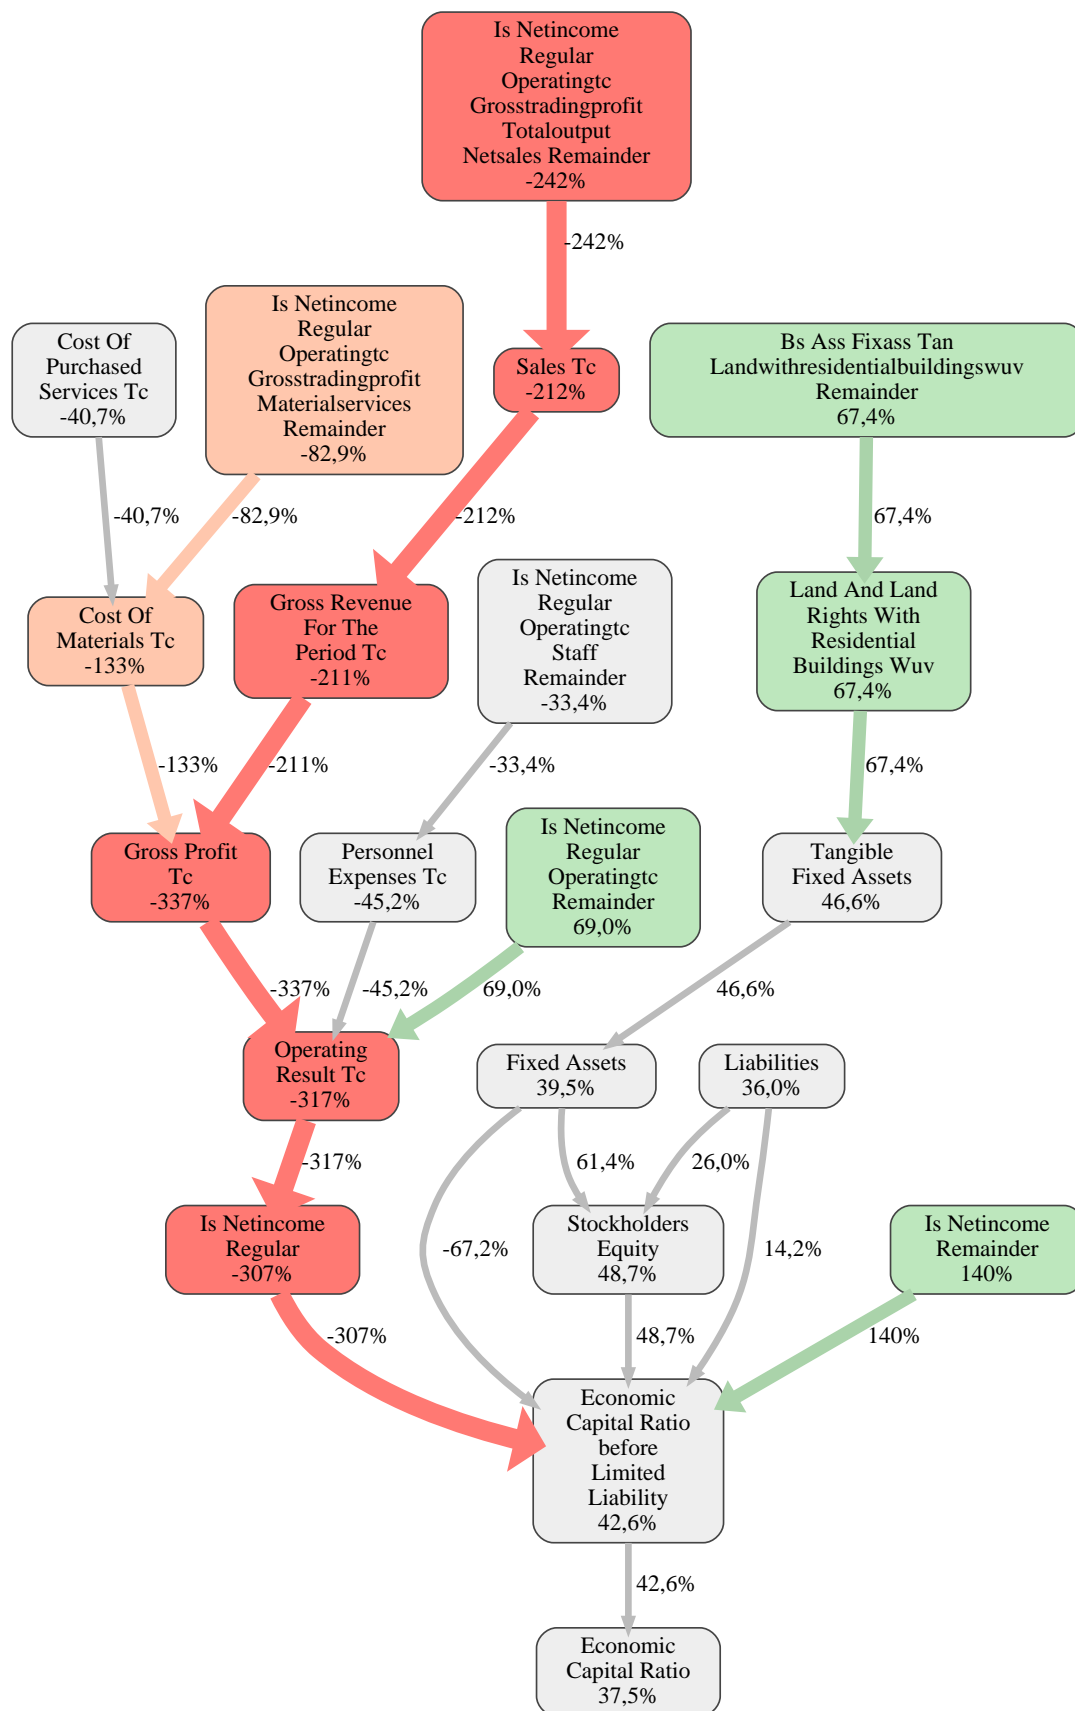 Is Netincome
Regular
Operatingtc
Grosstradingprofit
Totaloutput
Netsales Remainder
-242%
-242%
Cost Of
Purchased
Services Tc
-40,7%
Is Netincome
Regular
Operatingtc
Grosstradingprofit
Materialservices
Remainder
-82,9%
Sales Tc
-212%
Bs Ass Fixass Tan
Landwithresidentialbuildingswuv
Remainder
67,4%
-40,7%
-82,9%
-212%
67,4%
Cost Of
Materials Tc
-133%
Gross Revenue
For The
Period Tc
-211%
Is Netincome
Regular
Operatingtc
Staff
Remainder
-33,4%
Land And Land
Rights With
Residential
Buildings Wuv
67,4%
-133%
-211%
-33,4%
67,4%
Gross Profit
Tc
-337%
Personnel
Expenses Tc
-45,2%
Is Netincome
Regular
Operatingtc
Remainder
69,0%
Tangible
Fixed Assets
46,6%
-337%
-45,2%
69,0%
46,6%
Operating
Result Tc
-317%
Fixed Assets
39,5%
Liabilities
36,0%
-317%
61,4%
26,0%
Is Netincome
Regular
-307%
-67,2%
Stockholders
Equity
48,7%
14,2%
Is Netincome
Remainder
140%
-307%
48,7%
140%
Economic
Capital Ratio
before
Limited
Liability
42,6%
42,6%
Economic
Capital Ratio
37,5%